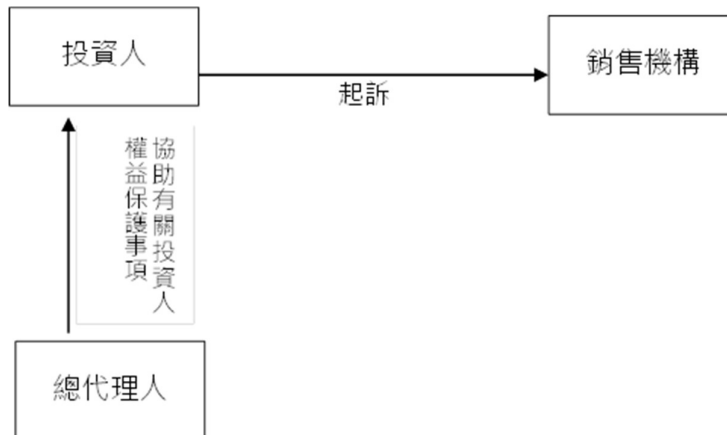 投資人
銷售機構
起訴
協助有關投資人
權益保護事項
總代理人